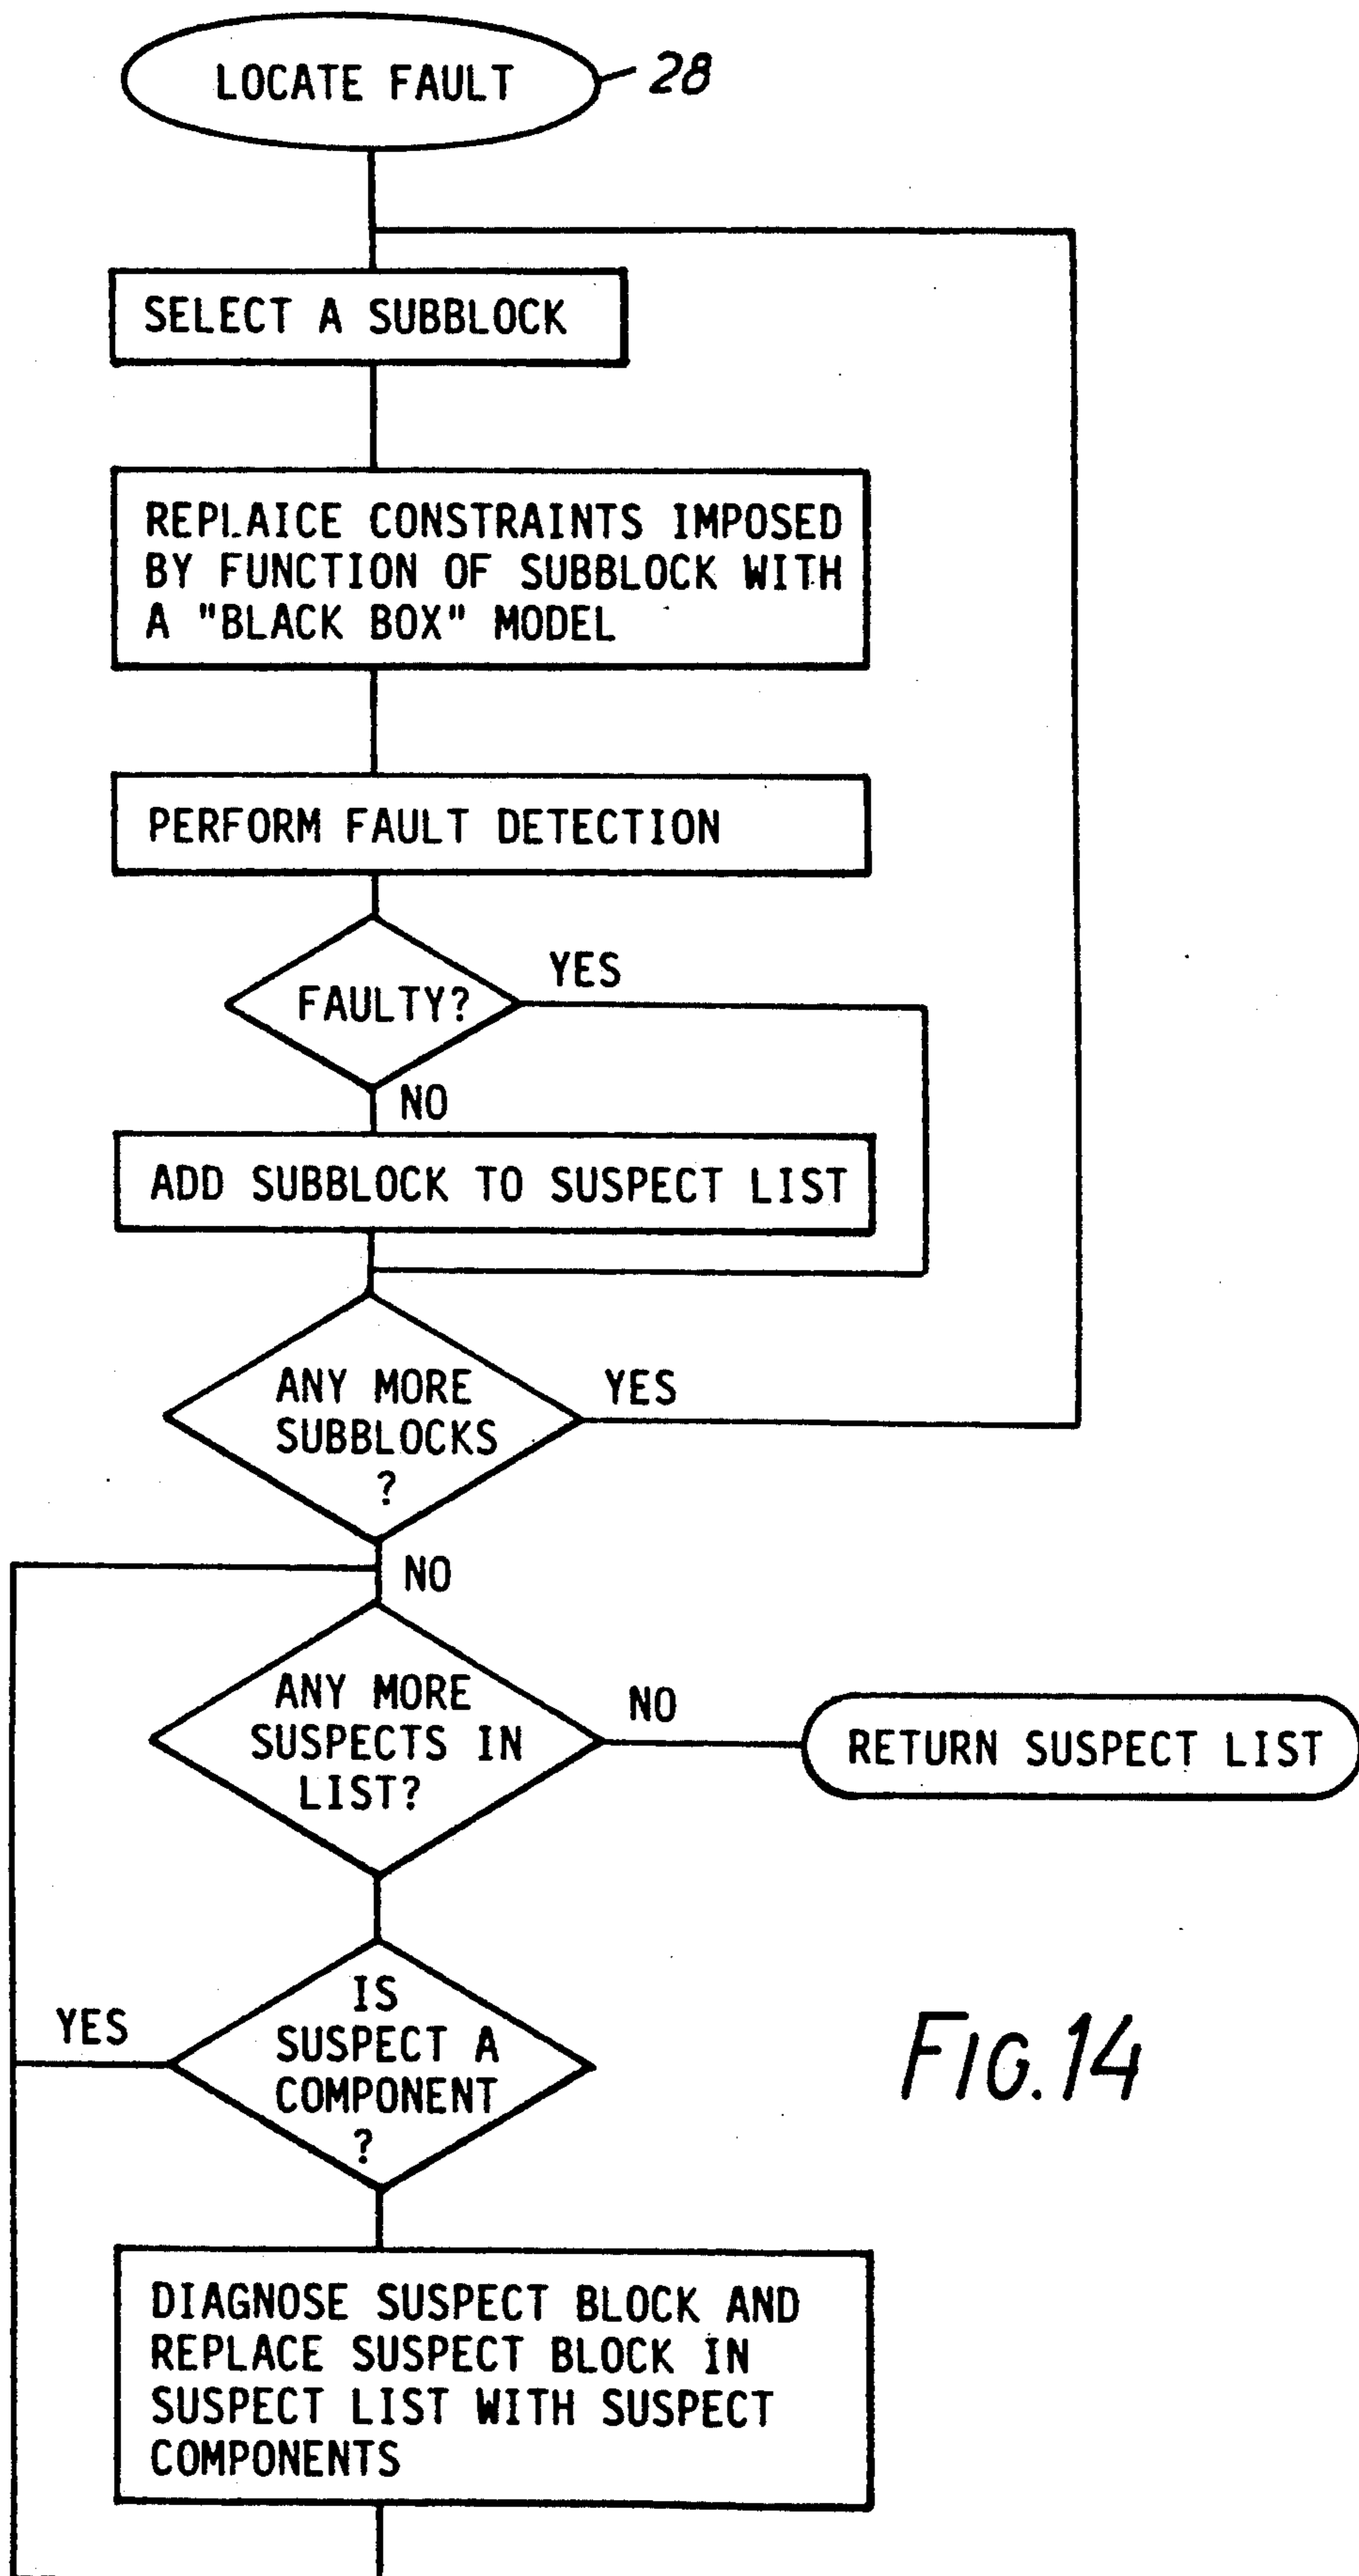 LOCATE FAULT
28
SELECT A SUBBLOCK
REPLAICE CONSTRAINTS IMPOSED
BY FUNCTION OF SUBBLOCK WITH
A "BLACK BOX" MODEL
PERFORM FAULT DETECTION
FAULTY?
YES
NO
ADD SUBBLOCK TO SUSPECT LIST
ANY MORE
SUBBLOCKS
?
YES
NO
ANY MORE
SUSPECTS IN
LIST?
NO
RETURN SUSPECT LIST
IS
SUSPECT A
COMPONENT
?
YES
FIG.14
DIAGNOSE SUSPECT BLOCK AND
REPLACE SUSPECT BLOCK IN
SUSPECT LIST WITH SUSPECT
COMPONENTS